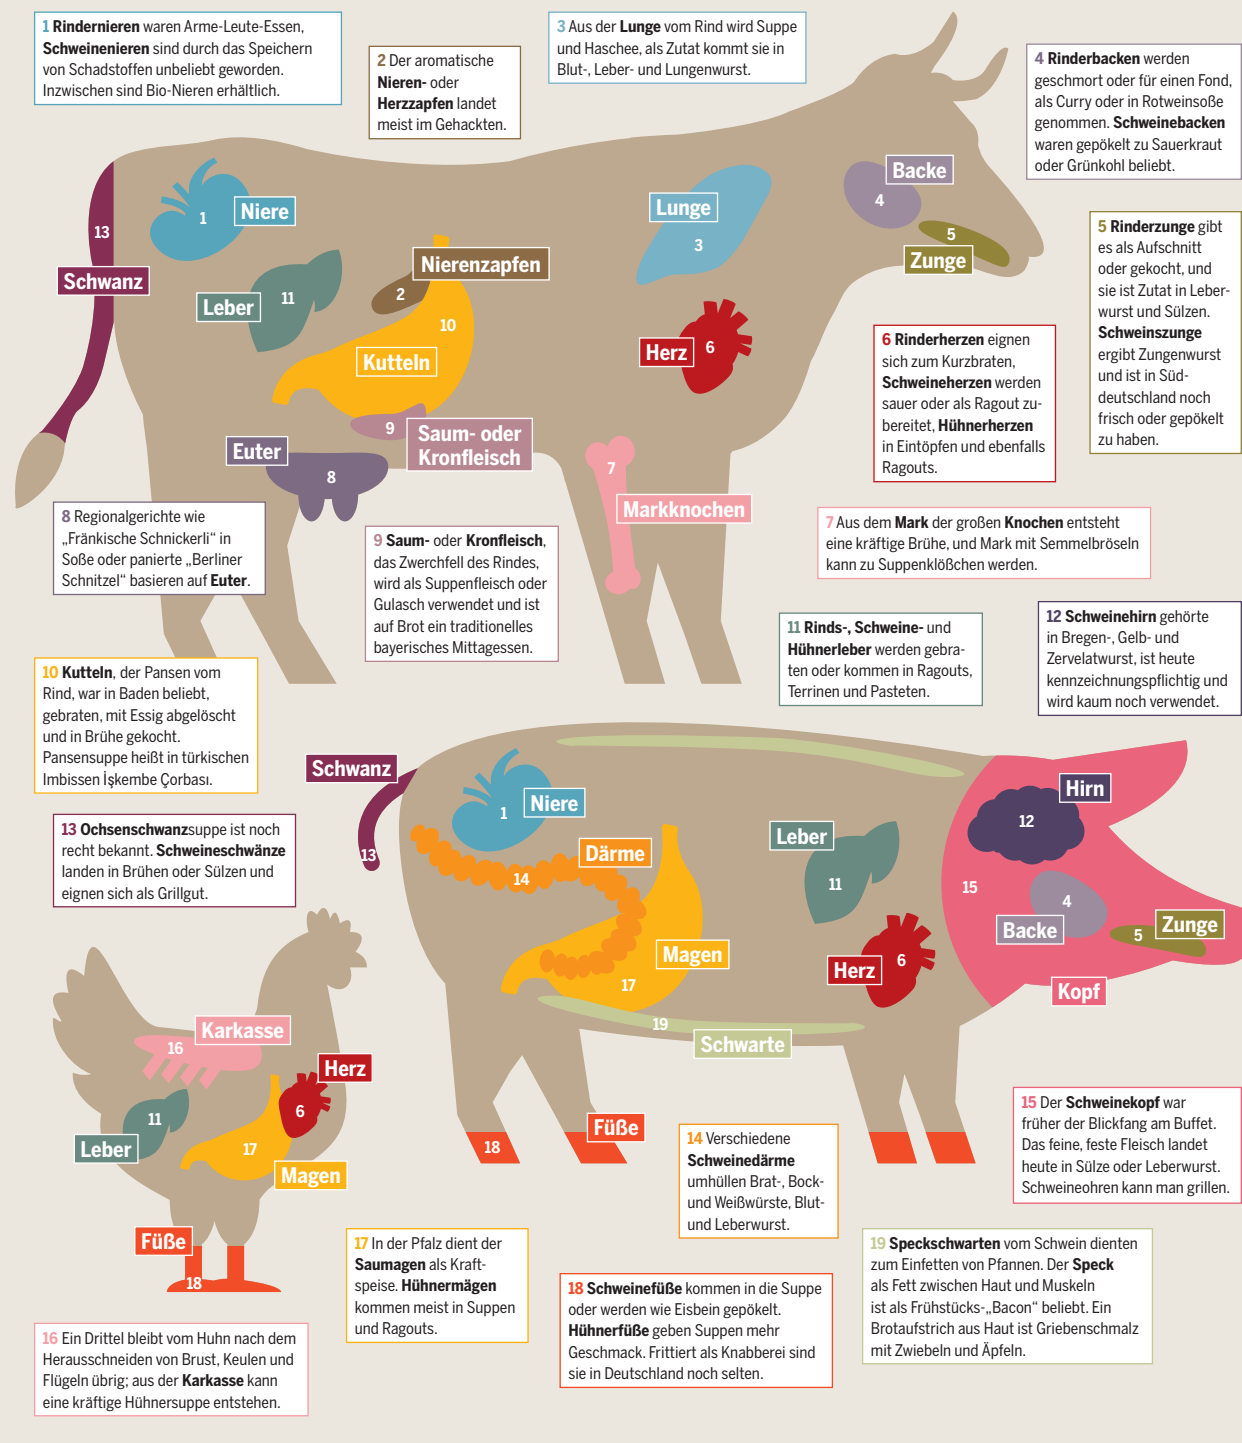 1 Rindernieren waren Arme-Leute-Essen,
Schweinenieren sind durch das Speichern
von Schadstoffen unbeliebt geworden.
Inzwischen sind Bio-Nieren erhältlich.
2 Der aromatische
Nieren- oder
Herzzapfen landet
meist im Gehackten.
3 Aus der Lunge vom Rind wird Suppe
und Haschee, als Zutat kommt sie in
Blut-, Leber- und Lungenwurst.
4 Rinderbacken werden
geschmort oder für einen Fond,
als Curry oder in Rotweinsoße
genommen. Schweinebacken
waren gepökelt zu Sauerkraut
oder Grünkohl beliebt.
Backe
4
1
Niere
Lunge
3
13
5
Zunge
5 Rinderzunge gibt
es als Aufschnitt
oder gekocht, und
sie ist Zutat in Leber-
wurst und Sülzen.
Schweinszunge
ergibt Zungenwurst
und ist in Süd-
deutschland noch
frisch oder gepökelt
zu haben.
Schwanz
Nierenzapfen
2
Leber
11
10
Kutteln
Herz
6
6 Rinderherzen eignen
sich zum Kurzbraten,
Schweineherzen werden
sauer oder als Ragout zu-
bereitet, Hühnerherzen
in Eintöpfen und ebenfalls
Ragouts.
9
Saum- oder
Kronfleisch
Euter
8
7
Markknochen
8 Regionalgerichte wie
„Fränkische Schnickerli“ in
Soße oder panierte „Berliner
Schnitzel“ basieren auf Euter.
9 Saum- oder Kronfleisch,
das Zwerchfell des Rindes,
wird als Suppenfleisch oder
Gulasch verwendet und ist
auf Brot ein traditionelles
bayerisches Mittagessen.
7 Aus dem Mark der großen Knochen entsteht
eine kräftige Brühe, und Mark mit Semmelbröseln
kann zu Suppenklößchen werden.
11 Rinds-, Schweine- und
Hühnerleber werden gebra-
ten oder kommen in Ragouts,
Terrinen und Pasteten.
12 Schweinehirn gehörte
in Bregen-, Gelb- und
Zervelatwurst, ist heute
kennzeichnungspflichtig und
wird kaum noch verwendet.
10 Kutteln, der Pansen vom
Rind, war in Baden beliebt,
gebraten, mit Essig abgelöscht
und in Brühe gekocht.
Pansensuppe heißt in türkischen
Imbissen İşkembe Çorbası.
13 Ochsenschwanzsuppe ist noch
recht bekannt. Schweineschwänze
landen in Brühen oder Sülzen und
eignen sich als Grillgut.
Schwanz
13
1
Niere
Därme
14
Magen
17
Leber
11
Herz
6
Hirn
12
15
4
Backe
5
Zunge
Kopf
19
Schwarte
Karkasse
16
Herz
6
11
Leber
17
Magen
Füße
18
18
Füße
14 Verschiedene
Schweinedärme
umhüllen Brat-, Bock-
und Weißwürste, Blut-
und Leberwurst.
15 Der Schweinekopf war
früher der Blickfang am Buffet.
Das feine, feste Fleisch landet
heute in Sülze oder Leberwurst.
Schweineohren kann man grillen.
16 Ein Drittel bleibt vom Huhn nach dem
Herausschneiden von Brust, Keulen und
Flügeln übrig; aus der Karkasse kann
eine kräftige Hühnersuppe entstehen.
17 In der Pfalz dient der
Saumagen als Kraft-
speise. Hühnermägen
kommen meist in Suppen
und Ragouts.
18 Schweinefüße kommen in die Suppe
oder werden wie Eisbein gepökelt.
Hühnerfüße geben Suppen mehr
Geschmack. Frittiert als Knabberei sind
sie in Deutschland noch selten.
19 Speckschwarten vom Schwein dienten
zum Einfetten von Pfannen. Der Speck
als Fett zwischen Haut und Muskeln
ist als Frühstücks-„Bacon“ beliebt. Ein
Brotaufstrich aus Haut ist Griebenschmalz
mit Zwiebeln und Äpfeln.